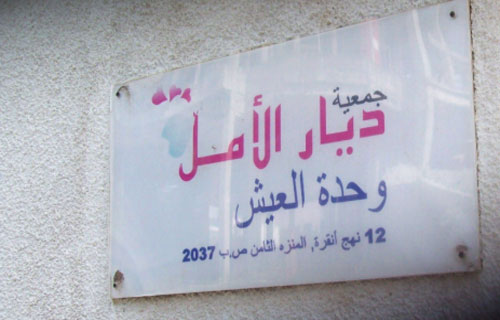 جمعية
ديار الأمل
وحدة العيش
12 نهج أنقرة, المنزه الثامن ص.ب 2037